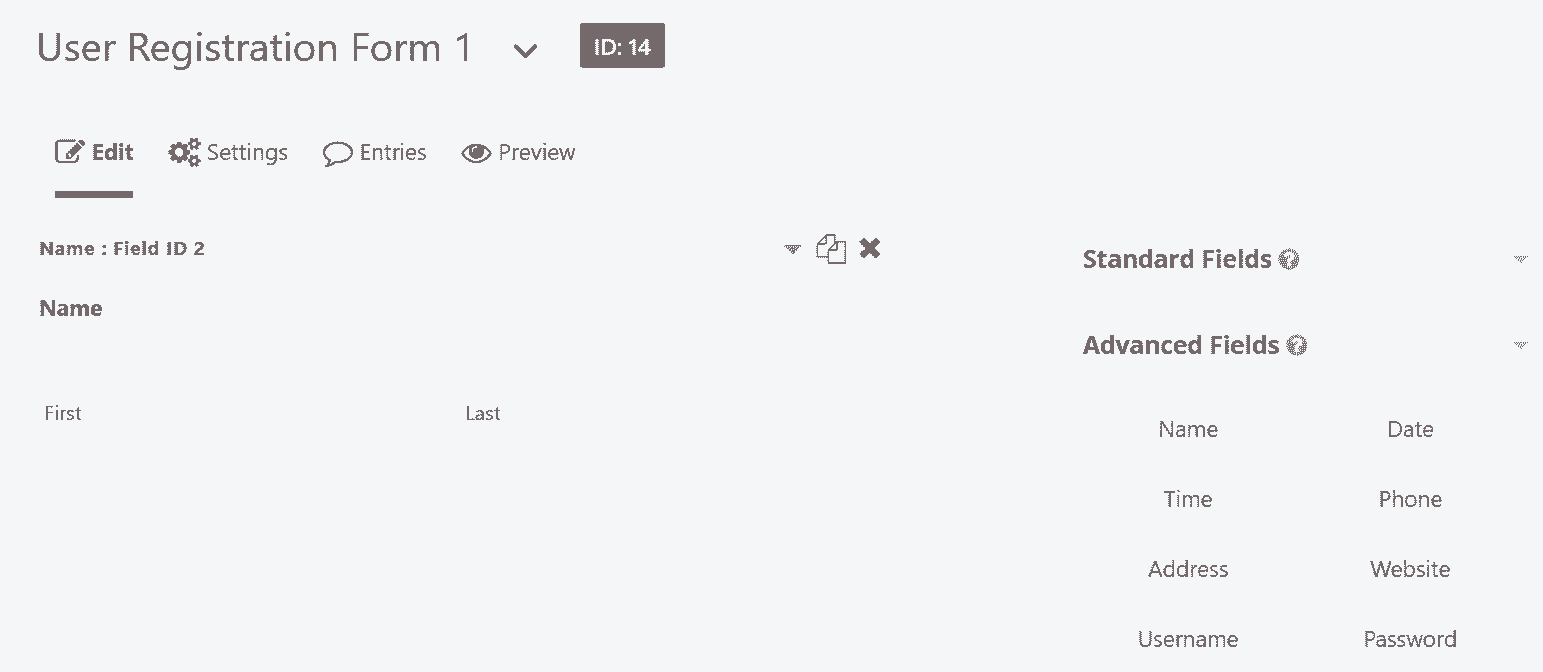 User Registration Form 1 ID: 14
Edit Settings Entries Preview
Name : Field ID 2
Name
First Last
Standard Fields
Advanced Fields
Name Date
Time Phone
Address Website
Username Password